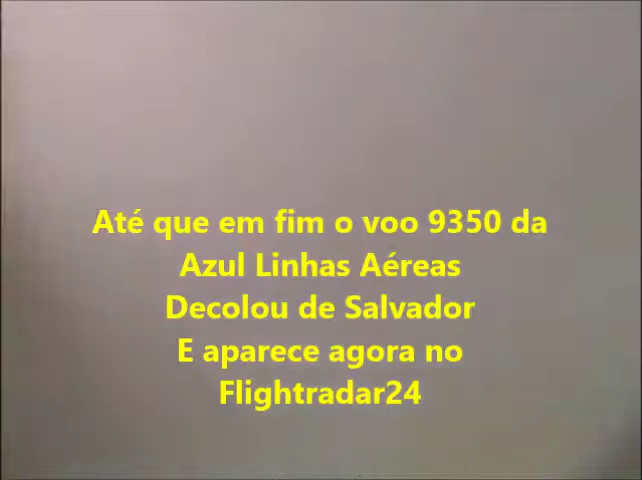 Até que em fim o voo 9350 da
Azul Linhas Aéreas
Decolou de Salvador
E aparece agora no
Flightradar24